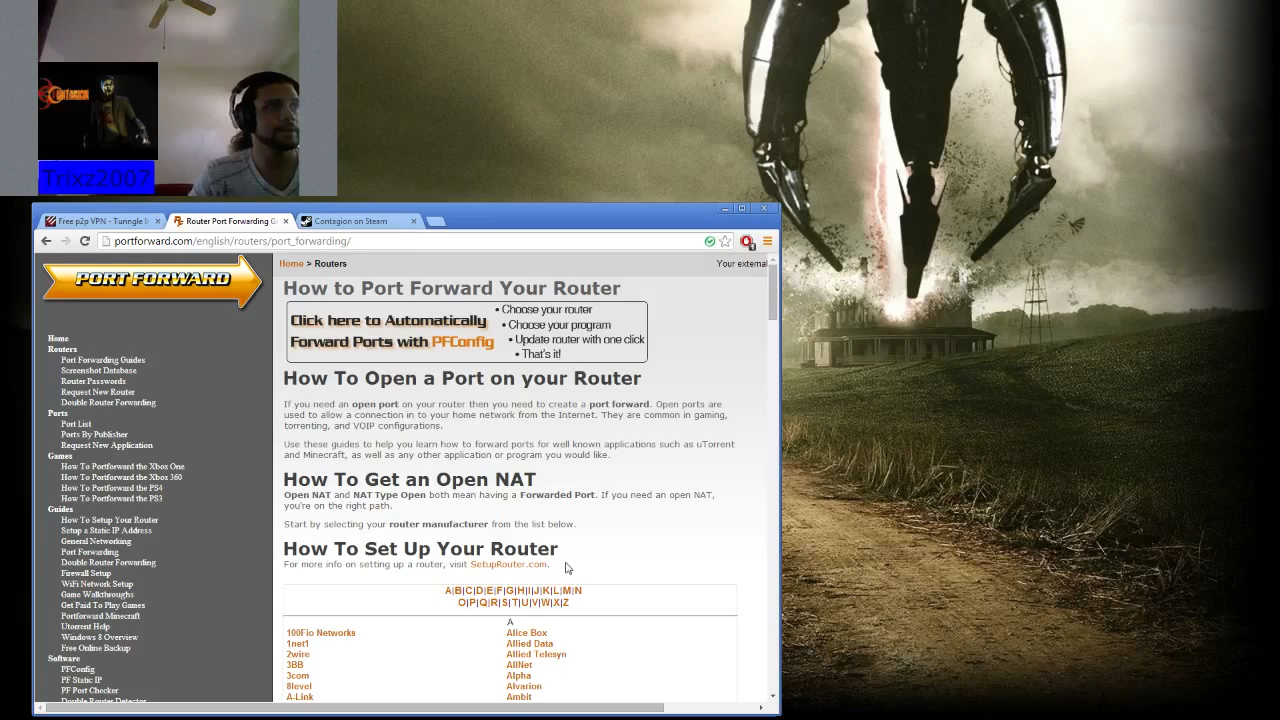 Trixz2007
Free p2p VPN - Tunngle
Router Port Forwarding G
Contagion on Steam
portforward.com/english/routers/port_forwarding/
PORT FORWARD
Home
Routers
Port Forwarding Guides
Screenshot Database
Router Passwords
Request New Router
Double Router Forwarding
Ports
Port List
Ports By Publisher
Request New Application
Games
How To Portforward the Xbox One
How To Portforward the Xbox 360
How To Portforward the PS4
How To Portforward the PS3
Guides
How To Setup Your Router
Setup a Static IP Address
General Networking
Port Forwarding
Double Router Forwarding
Firewall Setup
WiFi Network Setup
Game Walkthroughs
Get Paid To Play Games
Portforward Minecraft
Utorrent Help
Windows 8 Overview
Free Online Backup
Software
PFConfig
PF Static IP
PF Port Checker
Double Router Detector
Home > Routers
Your external
How to Port Forward Your Router
Click here to Automatically
Forward Ports with PFConfig
• Choose your router
• Choose your program
• Update router with one click
• That's it!
How To Open a Port on your Router
If you need an open port on your router then you need to create a port forward. Open ports are
used to allow a connection in to your home network from the Internet. They are common in gaming,
torrenting, and VOIP configurations.
Use these guides to help you learn how to forward ports for well known applications such as uTorrent
and Minecraft, as well as any other application or program you would like.
How To Get an Open NAT
Open NAT and NAT Type Open both mean having a Forwarded Port. If you need an open NAT,
you're on the right path.
Start by selecting your router manufacturer from the list below.
How To Set Up Your Router
For more info on setting up a router, visit SetupRouter.com.
A|B|C|D|E|F|G|H|I|J|K|L|M|N
O|P|Q|R|S|T|U|V|W|X|Z
A
100Fio Networks
Alice Box
1net1
Allied Data
2wire
Allied Telesyn
3BB
AllNet
3com
Alpha
8level
Alvarion
A-Link
Ambit